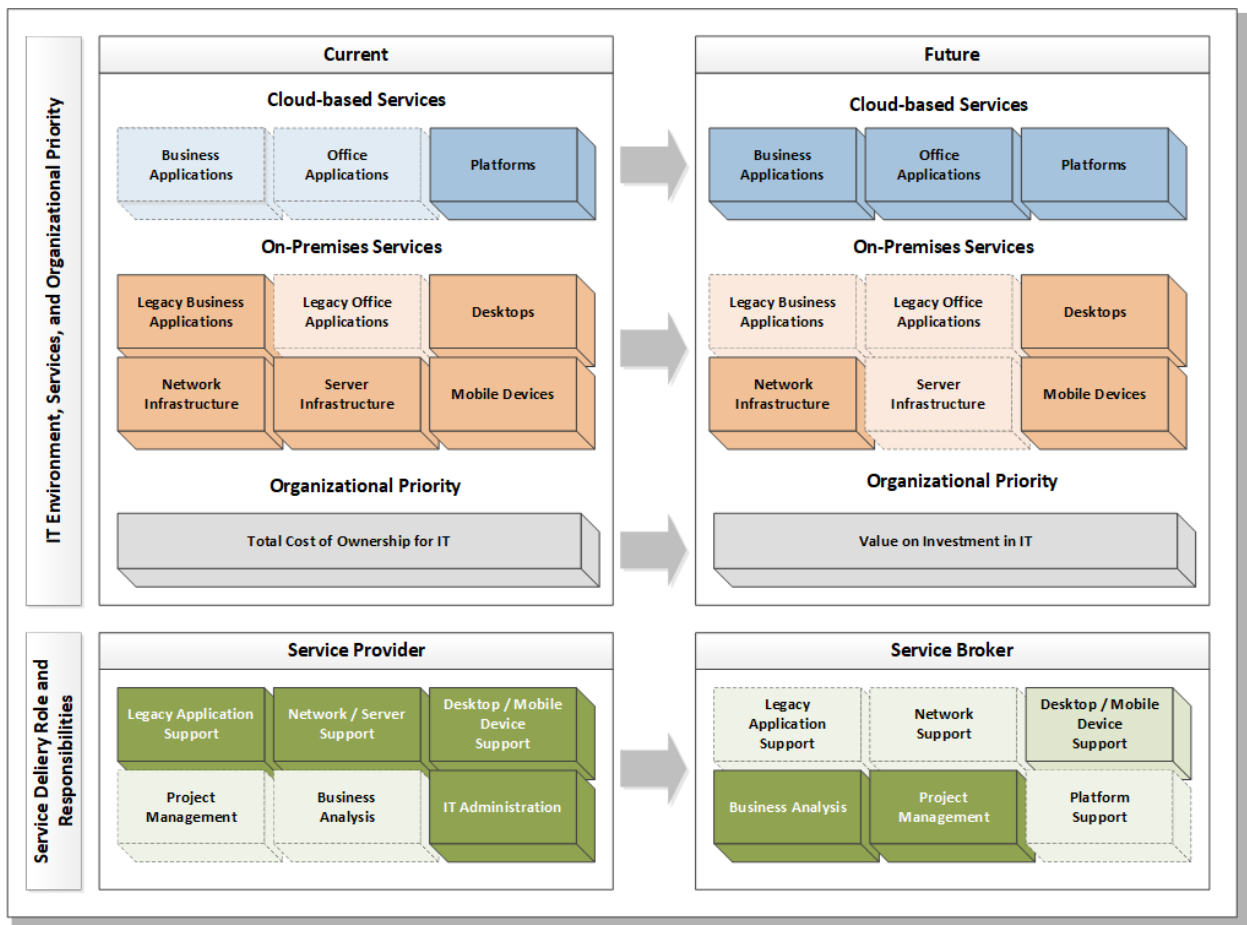 IT Environment, Services, and Organizational Priority
Current
Cloud-based Services
Business
Applications
Office
Applications
Platforms
On-Premises Services
Legacy Business
Applications
Legacy Office
Applications
Desktops
Network
Infrastructure
Server
Infrastructure
Mobile Devices
Organizational Priority
Total Cost of Ownership for IT
Future
Cloud-based Services
Business
Applications
Office
Applications
Platforms
On-Premises Services
Legacy Business
Applications
Legacy Office
Applications
Desktops
Network
Infrastructure
Server
Infrastructure
Mobile Devices
Organizational Priority
Value on Investment in IT
Service Deliery Role and
Responsibilities
Service Provider
Legacy Application
Support
Network / Server
Support
Desktop / Mobile
Device
Support
Project
Management
Business
Analysis
IT Administration
Service Broker
Legacy
Application
Support
Network
Support
Desktop / Mobile
Device
Support
Business Analysis
Project
Management
Platform
Support